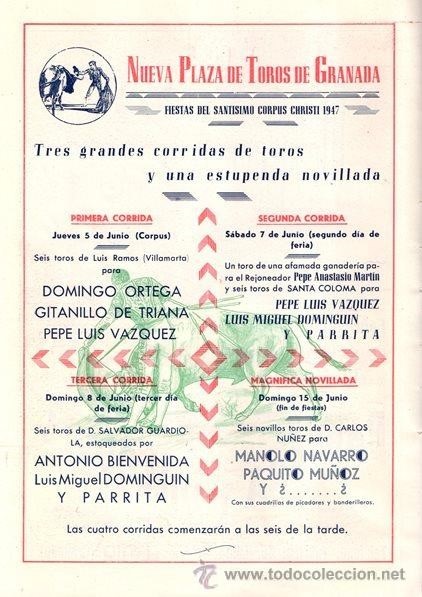 NUEVA PLAZA DE TOROS DE GRANADA
FIESTAS DEL SANTISIMO CORPUS CHRISTI 1947
Tres grandes corridas de toros
y una estupenda novillada
PRIMERA CORRIDA
Jueves 5 de Junio (Corpus)
Seis toros de Luis Ramos (Villamarta)
para
DOMINGO ORTEGA
GITANILLO DE TRIANA
PEPE LUIS VAZQUEZ
SEGUNDA CORRIDA
Sábado 7 de Junio (segundo día de
feria)
Un toro de una afamada ganadería pa-
ra el Rejoneador Pepe Anastasio Martín
y seis toros de SANTA COLOMA para
PEPE LUIS VAZQUEZ
LUIS MIGUEL DOMINGUIN
Y PARRITA
TERCERA CORRIDA
Domingo 8 de Junio (tercer día
de feria)
Seis toros de D. SALVADOR GUARDIO-
LA, estoqueados por
ANTONIO BIENVENIDA
Luis Miguel DOMINGUIN
Y PARRITA
MAGNIFICA NOVILLADA
Domingo 15 de Junio
(fin de fiestas)
Seis novillos toros de D. CARLOS
NUÑEZ para
MANOLO NAVARRO
PAQUITO MUÑOZ
Y ¿.......¿
Con sus cuadrillas de picadores y banderilleros.
Las cuatro corridas comenzarán a las seis de la tarde.
tc www.todocoleccion.net